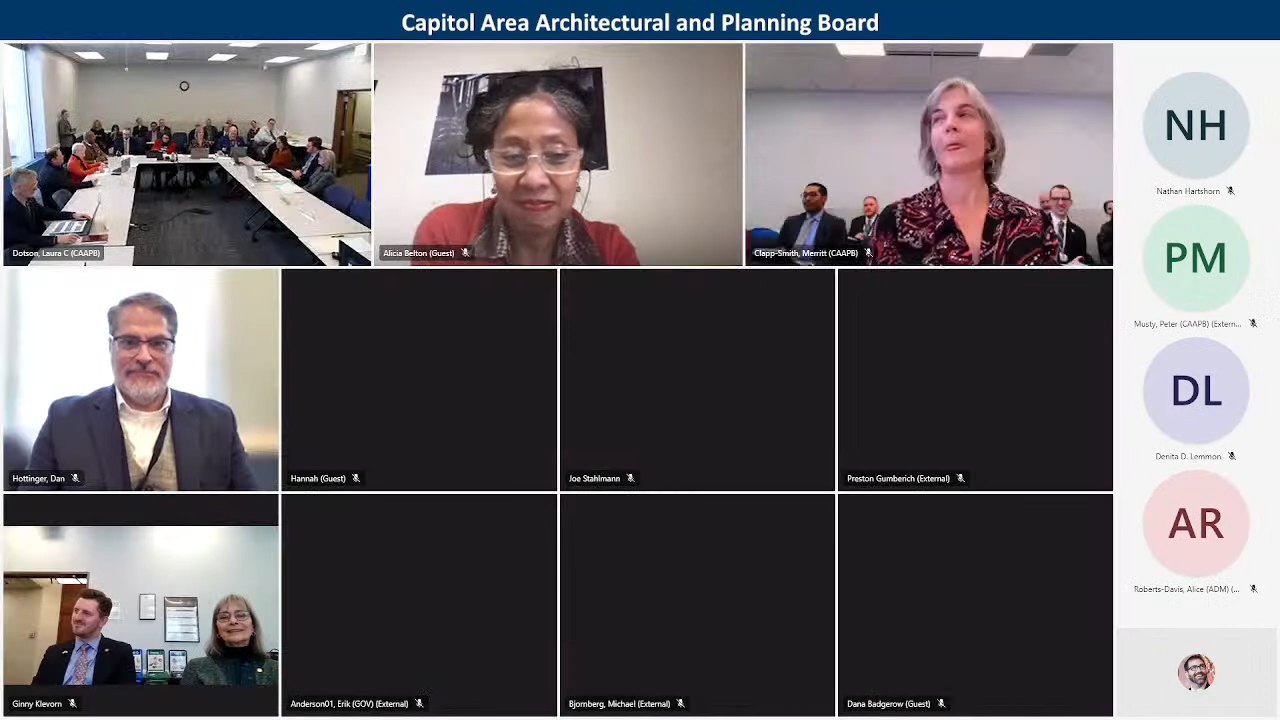 Capitol Area Architectural and Planning Board
Dotson, Laura C (CAAPB)
Alicia Belton (Guest)
Clapp-Smith, Merritt (CAAPB)
NH
Nathan Hartshorn
PM
Musty, Peter (CAAPB) (Extern...
Hottinger, Dan
Hannah (Guest)
Joe Stahlmann
Preston Gumberich (External)
DL
Denita D. Lemmon
AR
Roberts-Davis, Alice (ADM) (...
Ginny Klevorn
Anderson01, Erik (GOV) (External)
Bjornberg, Michael (External)
Dana Badgerow (Guest)